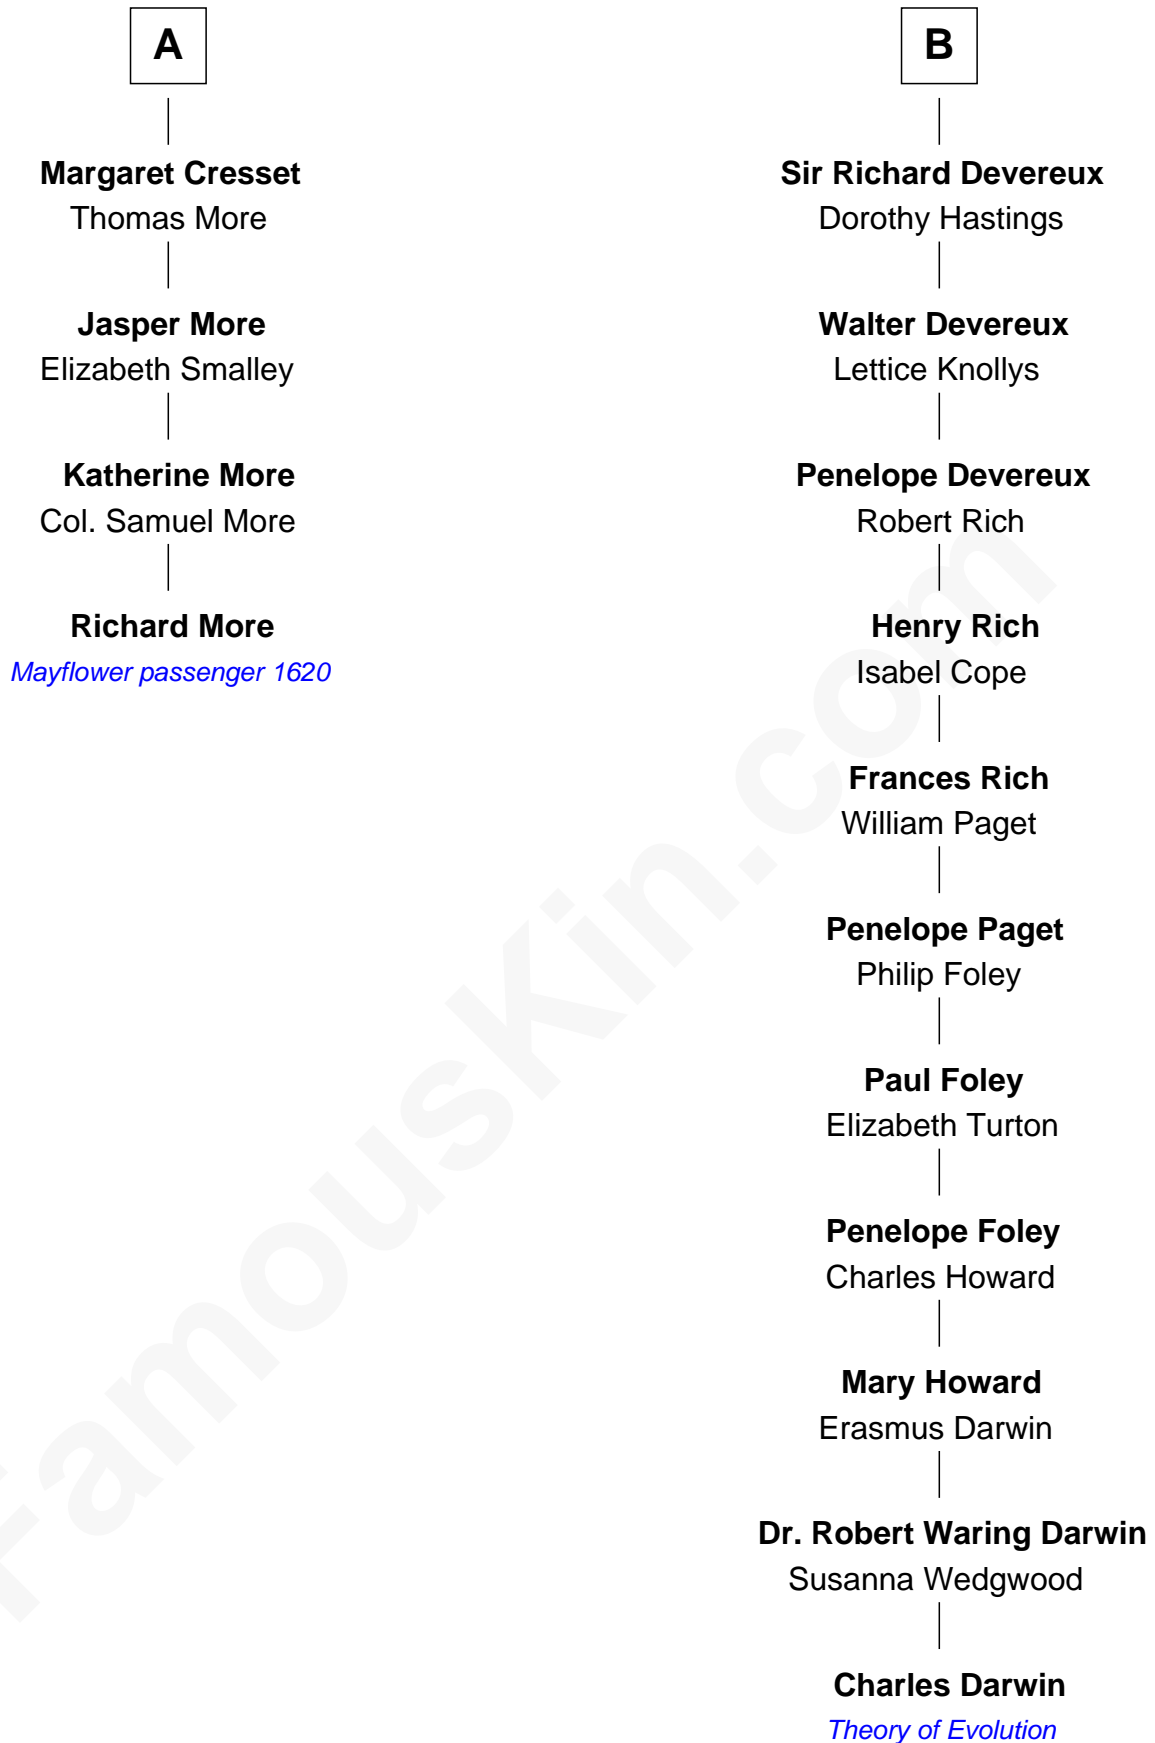 A
Margaret Cresset
Thomas More
Jasper More
Elizabeth Smalley
Katherine More
Col. Samuel More
Richard More
Mayflower passenger 1620
B
Sir Richard Devereux
Dorothy Hastings
Walter Devereux
Lettice Knollys
Penelope Devereux
Robert Rich
Henry Rich
Isabel Cope
Frances Rich
William Paget
Penelope Paget
Philip Foley
Paul Foley
Elizabeth Turton
Penelope Foley
Charles Howard
Mary Howard
Erasmus Darwin
Dr. Robert Waring Darwin
Susanna Wedgwood
Charles Darwin
Theory of Evolution
FamousKin.com